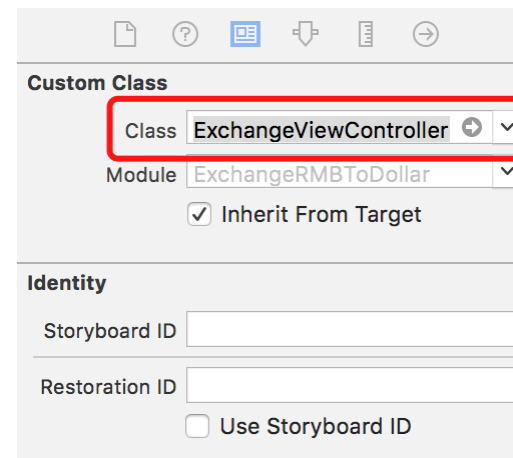 Custom Class
Class ExchangeViewController
Module ExchangeRMBToDollar
Inherit From Target
Identity
Storyboard ID
Restoration ID
Use Storyboard ID